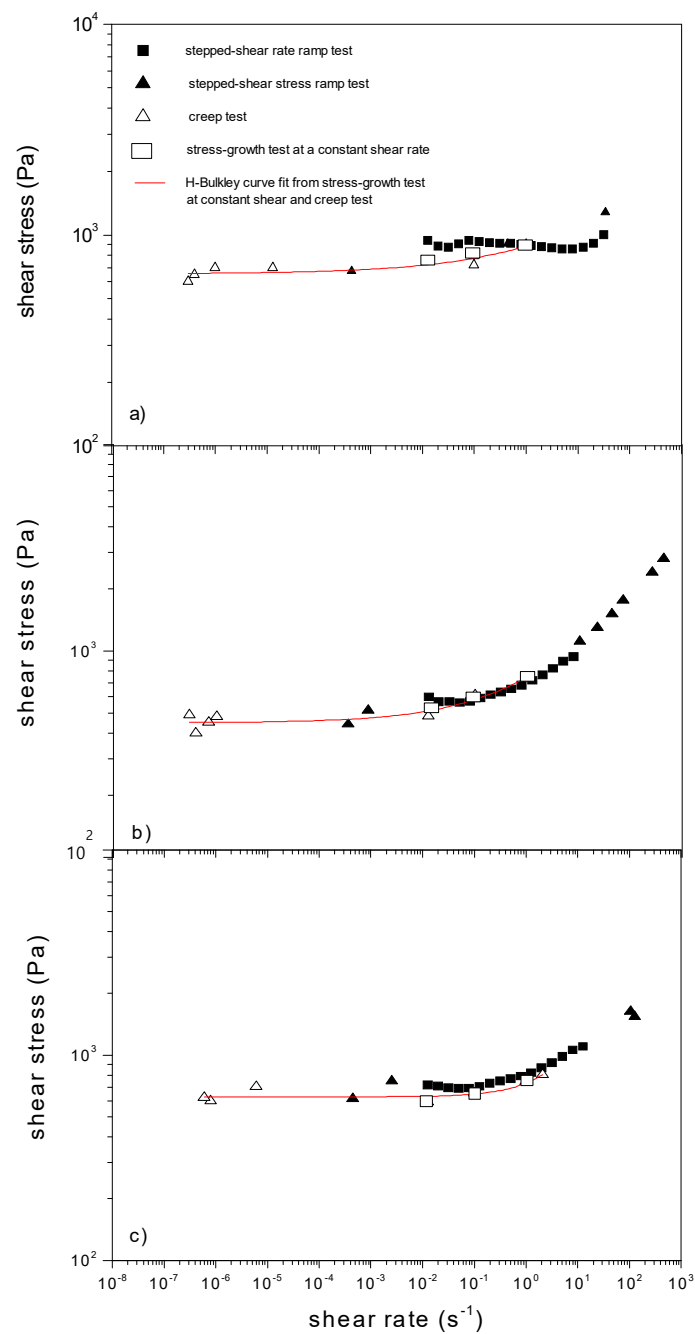 10⁴
stepped-shear rate ramp test
stepped-shear stress ramp test
creep test
stress-growth test at a constant shear rate
H-Bulkley curve fit from stress-growth test
at constant shear and creep test
shear stress (Pa)
10³
a)
10²
shear stress (Pa)
10³
b)
10²
shear stress (Pa)
10³
c)
10²
10⁻⁸ 10⁻⁷ 10⁻⁶ 10⁻⁵ 10⁻⁴ 10⁻³ 10⁻² 10⁻¹ 10⁰ 10¹ 10² 10³
shear rate (s⁻¹)